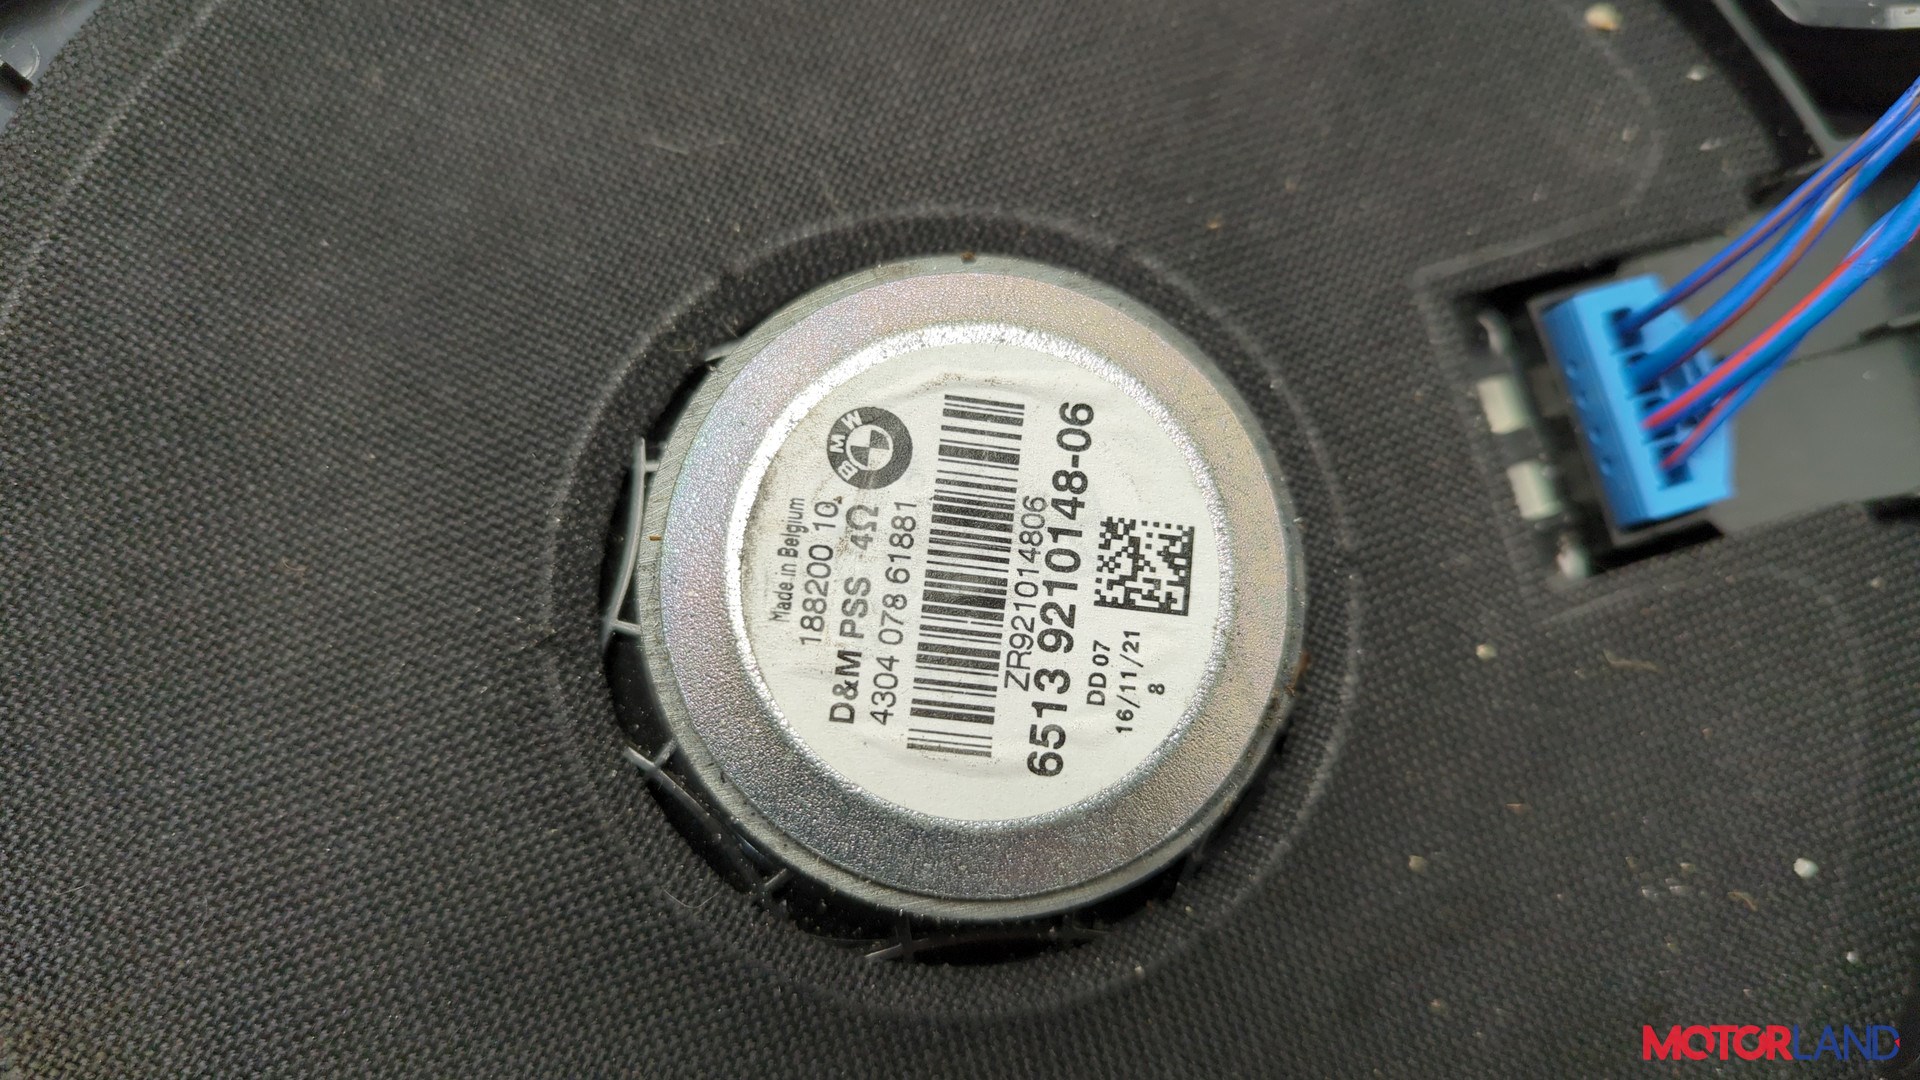 BMW
Made in Belgium
188200 10
D&M PSS 4Ω
4304 078 61881
ZR921014806
6513 9210148-06
DD 07
16/11/21
8
MOTORLAND